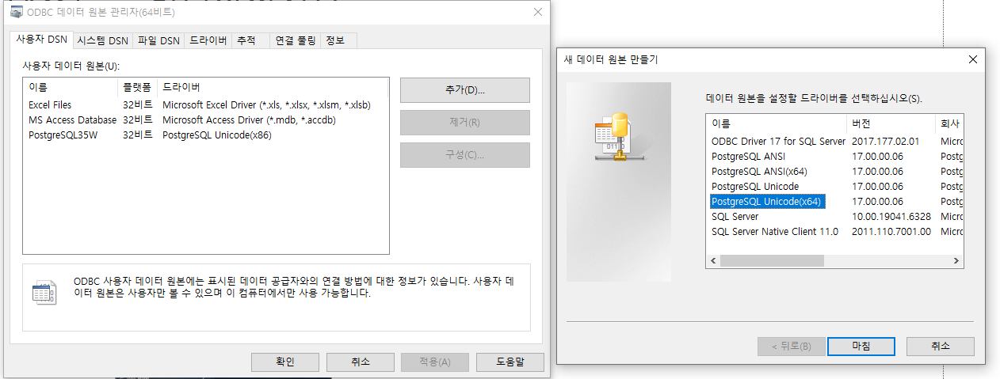 ODBC 데이터 원본 관리자(64비트)
사용자 DSN 시스템 DSN 파일 DSN 드라이버 추적 연결 풀링 정보
사용자 데이터 원본(U):
이름 플랫폼 드라이버
Excel Files 32비트 Microsoft Excel Driver (*.xls, *.xlsx, *.xlsm, *.xlsb)
MS Access Database 32비트 Microsoft Access Driver (*.mdb, *.accdb)
PostgreSQL35W 32비트 PostgreSQL Unicode(x86)
추가(D)...
제거(R)
구성(C)...
ODBC 사용자 데이터 원본에는 표시된 데이터 공급자와의 연결 방법에 대한 정보가 있습니다. 사용자 데
이터 원본은 사용자만 볼 수 있으며 이 컴퓨터에서만 사용 가능합니다.
확인 취소 적용(A) 도움말
새 데이터 원본 만들기
데이터 원본을 설정할 드라이버를 선택하십시오(S).
이름 버전 회사
ODBC Driver 17 for SQL Server 2017.177.02.01 Micro
PostgreSQL ANSI 17.00.00.06 Postg
PostgreSQL ANSI(x64) 17.00.00.06 Postg
PostgreSQL Unicode 17.00.00.06 Postg
PostgreSQL Unicode(x64) 17.00.00.06 Postg
SQL Server 10.00.19041.6328 Micro
SQL Server Native Client 11.0 2011.110.7001.00 Micro
< 뒤로(B) 마침 취소